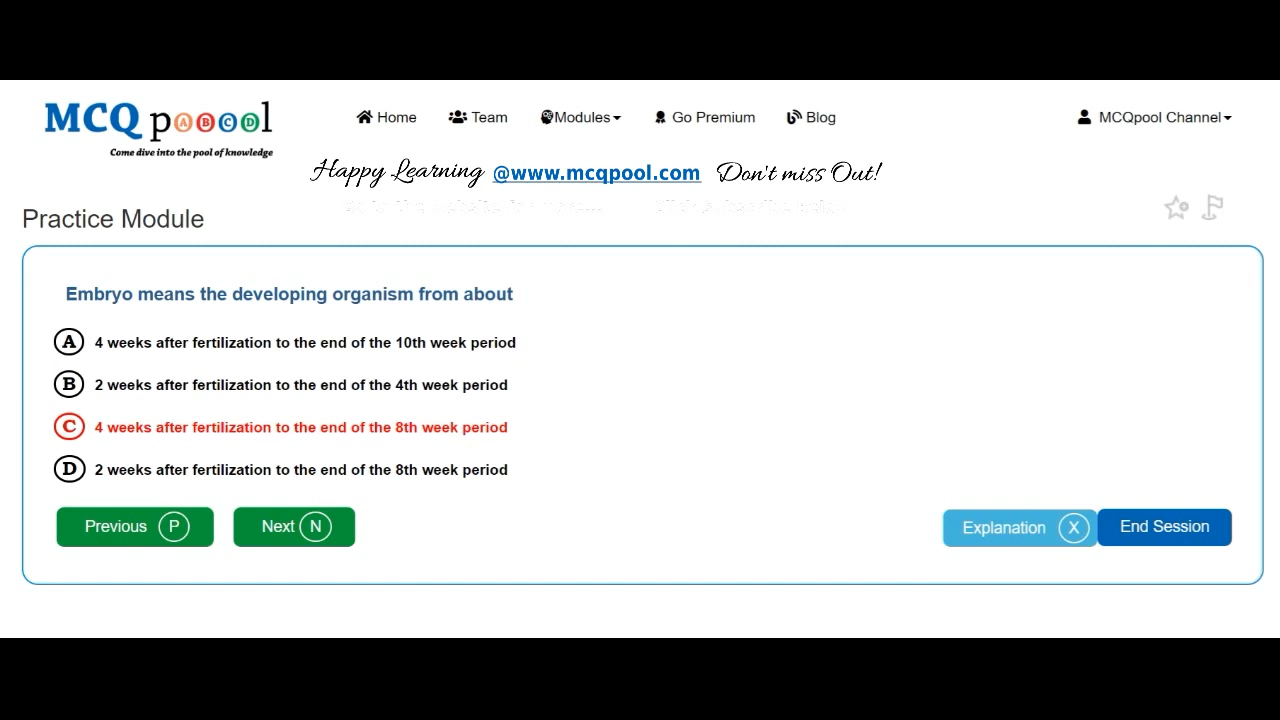 MCQ pooool
Come dive into the pool of knowledge
Home Team Modules Go Premium Blog MCQpool Channel
Happy Learning @www.mcqpool.com Don't miss Out!
Practice Module
Embryo means the developing organism from about
A 4 weeks after fertilization to the end of the 10th week period
B 2 weeks after fertilization to the end of the 4th week period
C 4 weeks after fertilization to the end of the 8th week period
D 2 weeks after fertilization to the end of the 8th week period
Previous P Next N Explanation X End Session